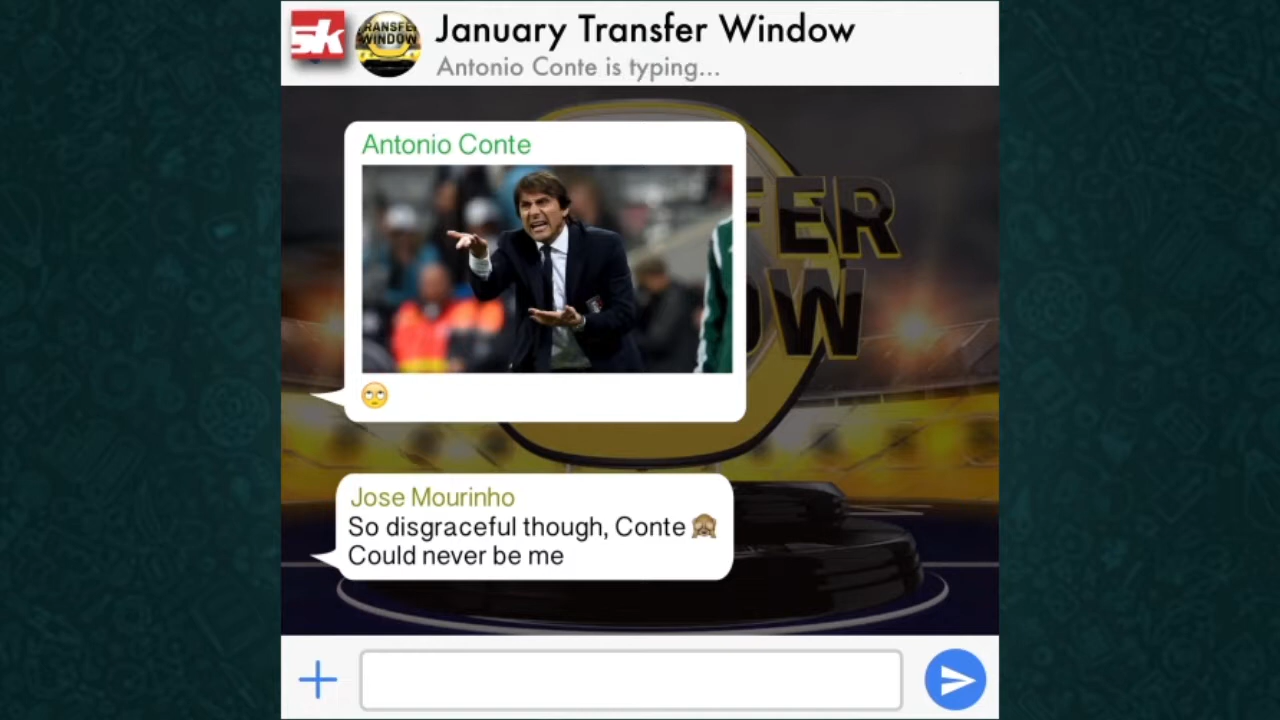 5k
TRANSFER
WINDOW
January Transfer Window
Antonio Conte is typing...
Antonio Conte
FER
OW
🙄
Jose Mourinho
So disgraceful though, Conte 🙈
Could never be me